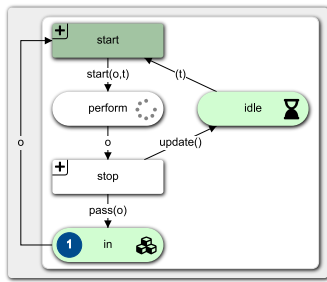 start
start(o,t)
(t)
perform
idle
o
o
update()
stop
pass(o)
1
in